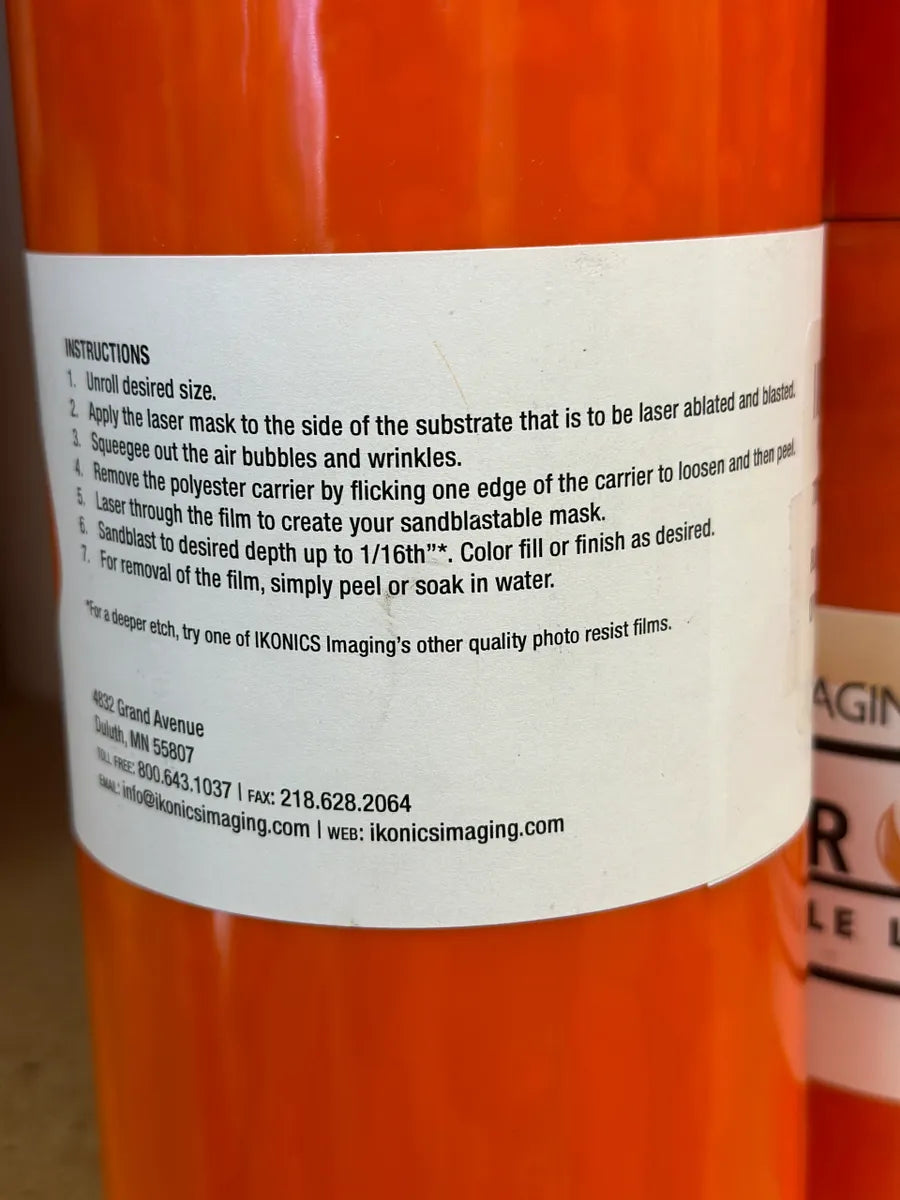 INSTRUCTIONS
1. Unroll desired size.
2. Apply the laser mask to the side of the substrate that is to be laser ablated and blasted.
3. Squeegee out the air bubbles and wrinkles.
4. Remove the polyester carrier by flicking one edge of the carrier to loosen and then peel.
5. Laser through the film to create your sandblastable mask.
6. Sandblast to desired depth up to 1/16th”*. Color fill or finish as desired.
7. For removal of the film, simply peel or soak in water.
*For a deeper etch, try one of IKONICS Imaging’s other quality photo resist films.
4832 Grand Avenue
Duluth, MN 55807
TOLL FREE: 800.643.1037 | FAX: 218.628.2064
EMAIL: info@ikonicsimaging.com | WEB: ikonicsimaging.com
AGIN
R
LE L